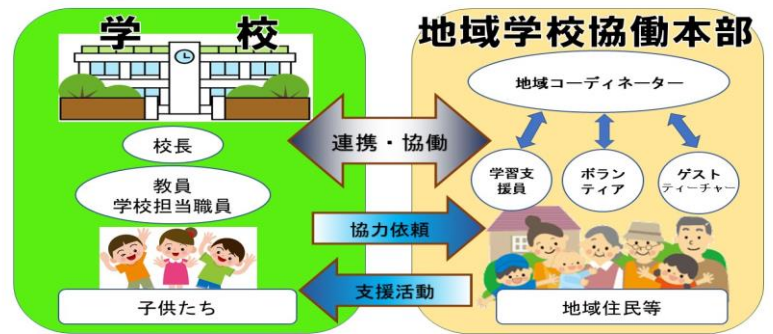 学校
校長
教員
学校担当職員
子供たち
連携・協働
協力依頼
支援活動
地域学校協働本部
地域コーディネーター
学習支
援員
ボラン
ティア
ゲスト
ティーチャー
地域住民等